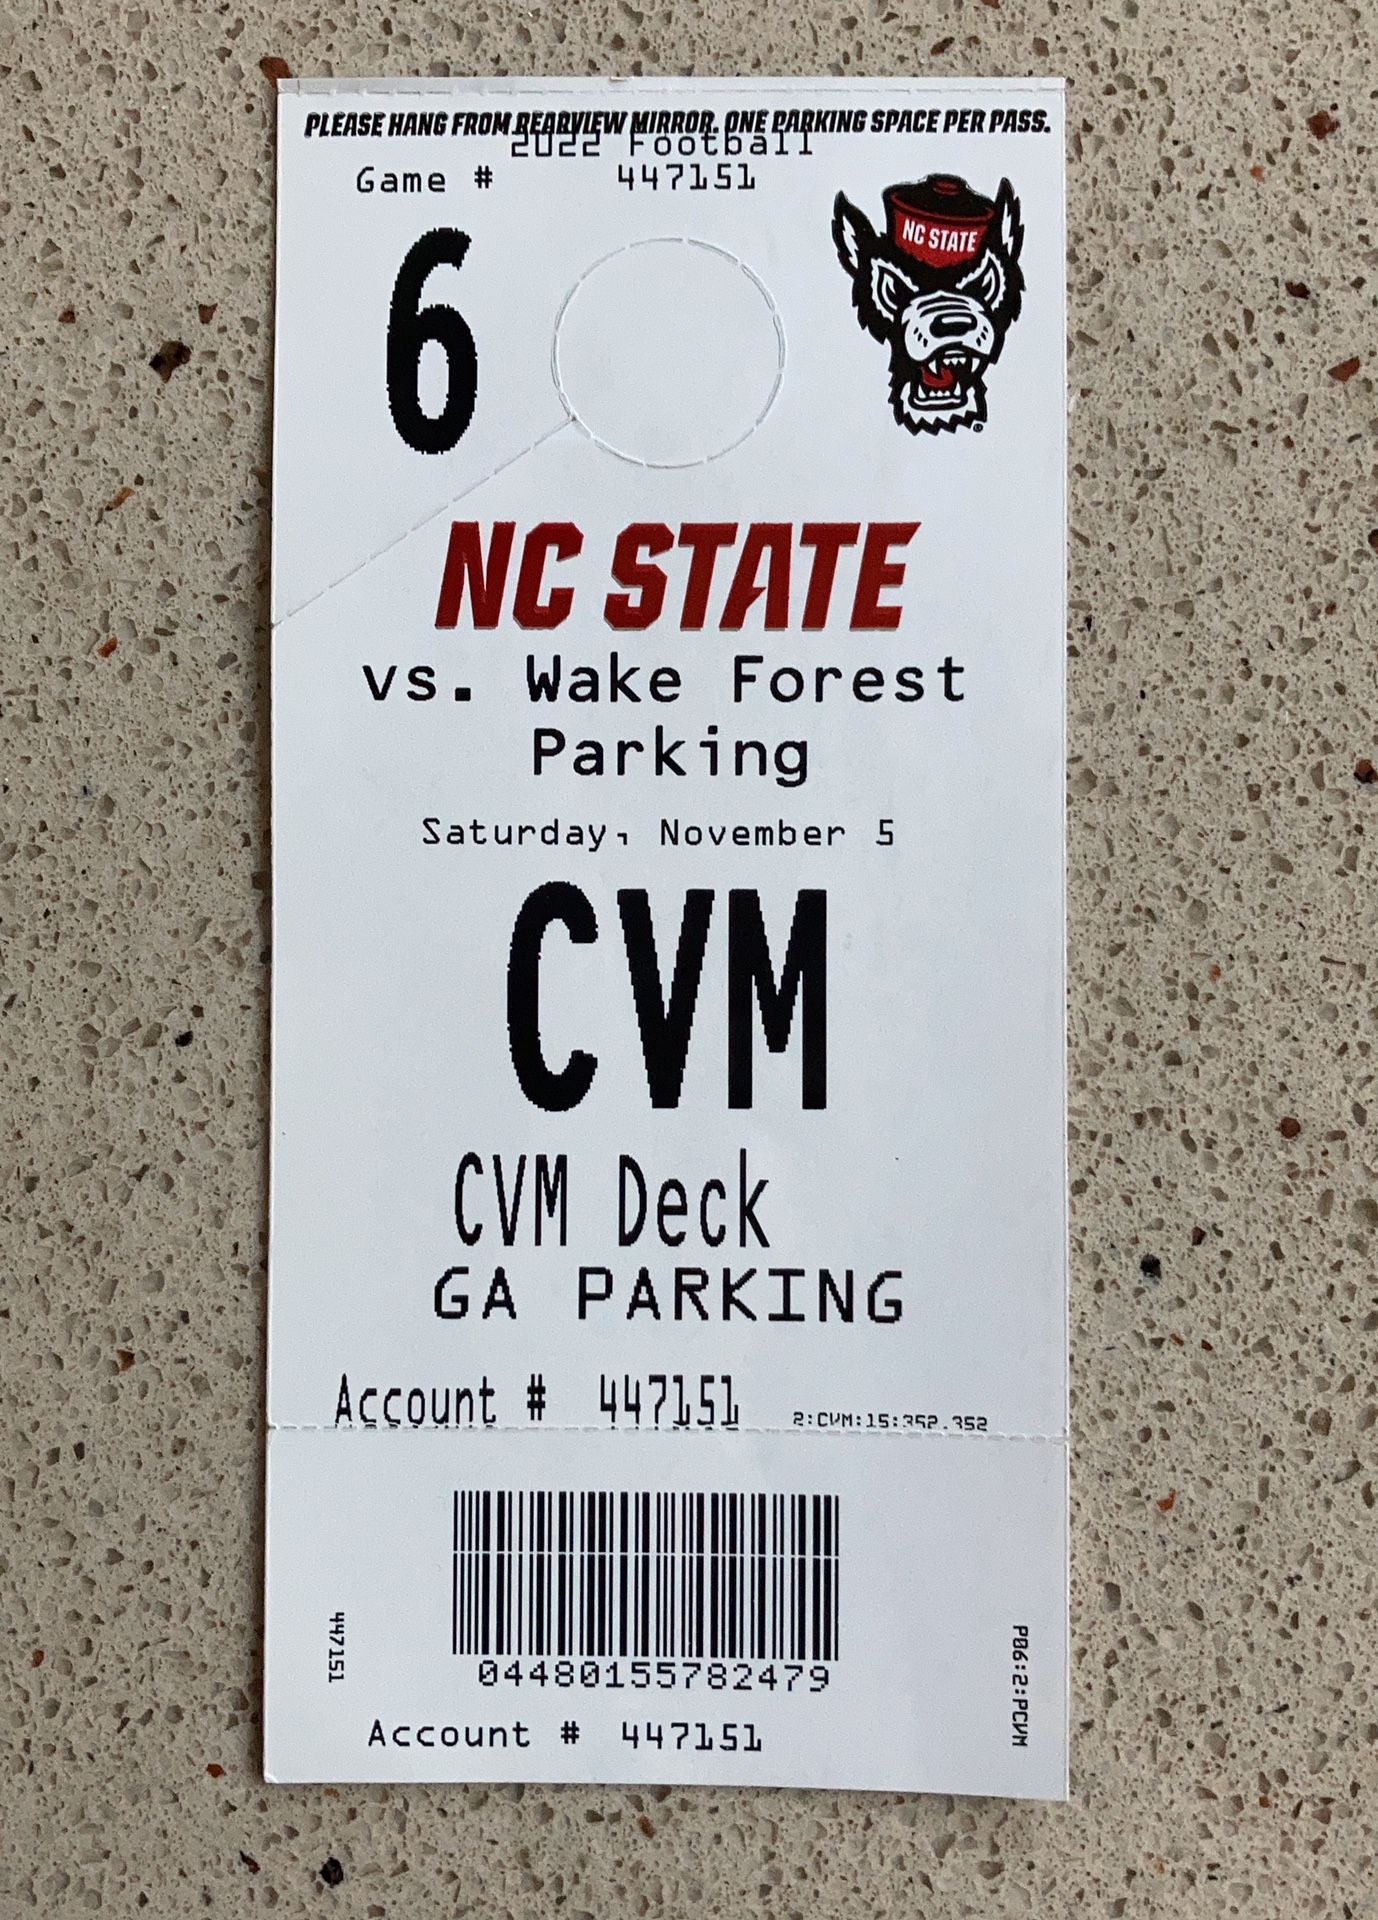 PLEASE HANG FROM REARVIEW MIRROR. ONE PARKING SPACE PER PASS.
2022 Football
Game # 447151
6
NC STATE
NC STATE
vs. Wake Forest
Parking
Saturday, November 5
CVM
CVM Deck
GA PARKING
Account # 447151
2:CVM:15:352.352
447151
P06:2:PCVM
04480155782479
Account # 447151